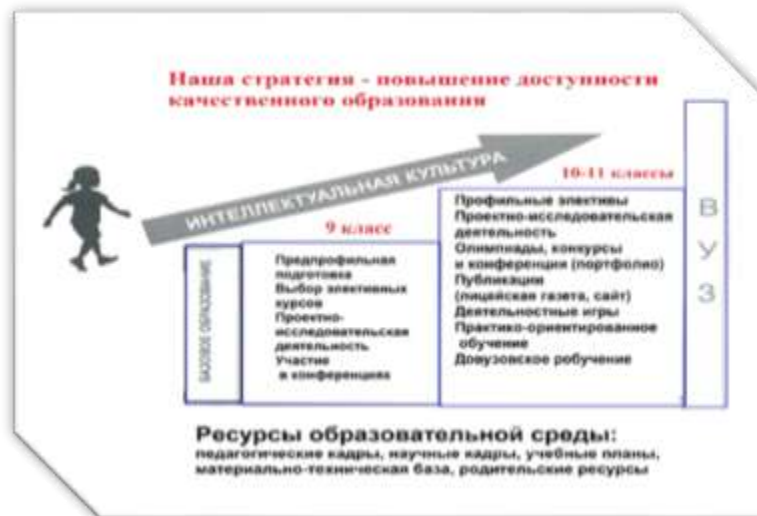 Наша стратегия - повышение доступности
качественного образования
ИНТЕЛЛЕКТУАЛЬНАЯ КУЛЬТУРА
10-11 классы
9 класс
БАЗОВОЕ ОБРАЗОВАНИЕ
Предпрофильная
подготовка
Выбор элективных
курсов
Проектно-
исследовательская
деятельность
Участие
в конференциях
Профильные элективы
Проектно-исследовательская
деятельность
Олимпиады, конкурсы
и конференции (портфолио)
Публикации
(лицейская газета, сайт)
Деятельностные игры
Практико-ориентированное
обучение
Довузовское робучение
В
У
З
Ресурсы образовательной среды:
педагогические кадры, научные кадры, учебные планы,
материально-техническая база, родительские ресурсы